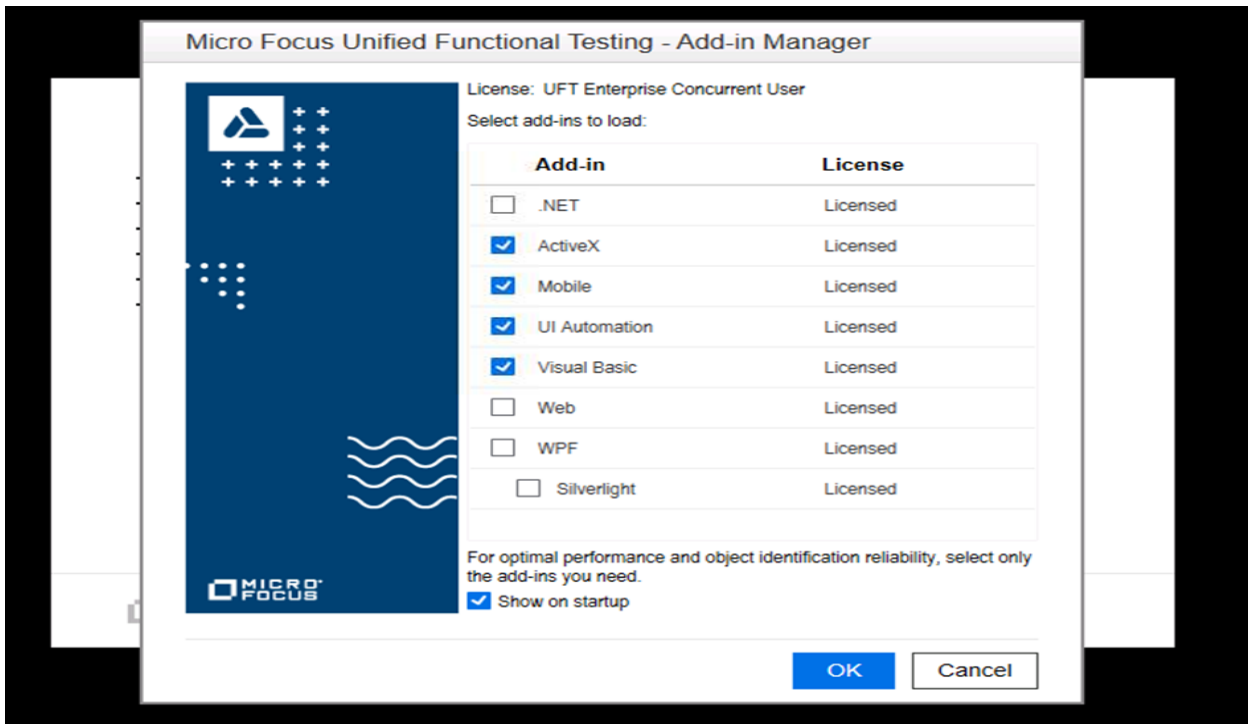 Micro Focus Unified Functional Testing - Add-in Manager
License: UFT Enterprise Concurrent User
Select add-ins to load:
Add-in License
.NET Licensed
ActiveX Licensed
Mobile Licensed
UI Automation Licensed
Visual Basic Licensed
Web Licensed
WPF Licensed
Silverlight Licensed
For optimal performance and object identification reliability, select only
the add-ins you need.
Show on startup
MICRO
FOCUS
OK Cancel